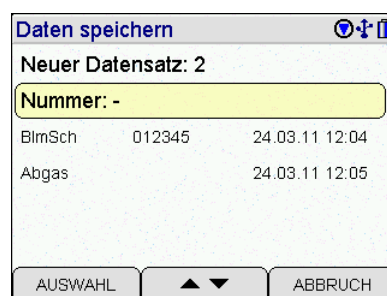 Daten speichern
Neuer Datensatz: 2
Nummer: -
BImSch 012345 24.03.11 12:04
Abgas 24.03.11 12:05
AUSWAHL ABBRUCH